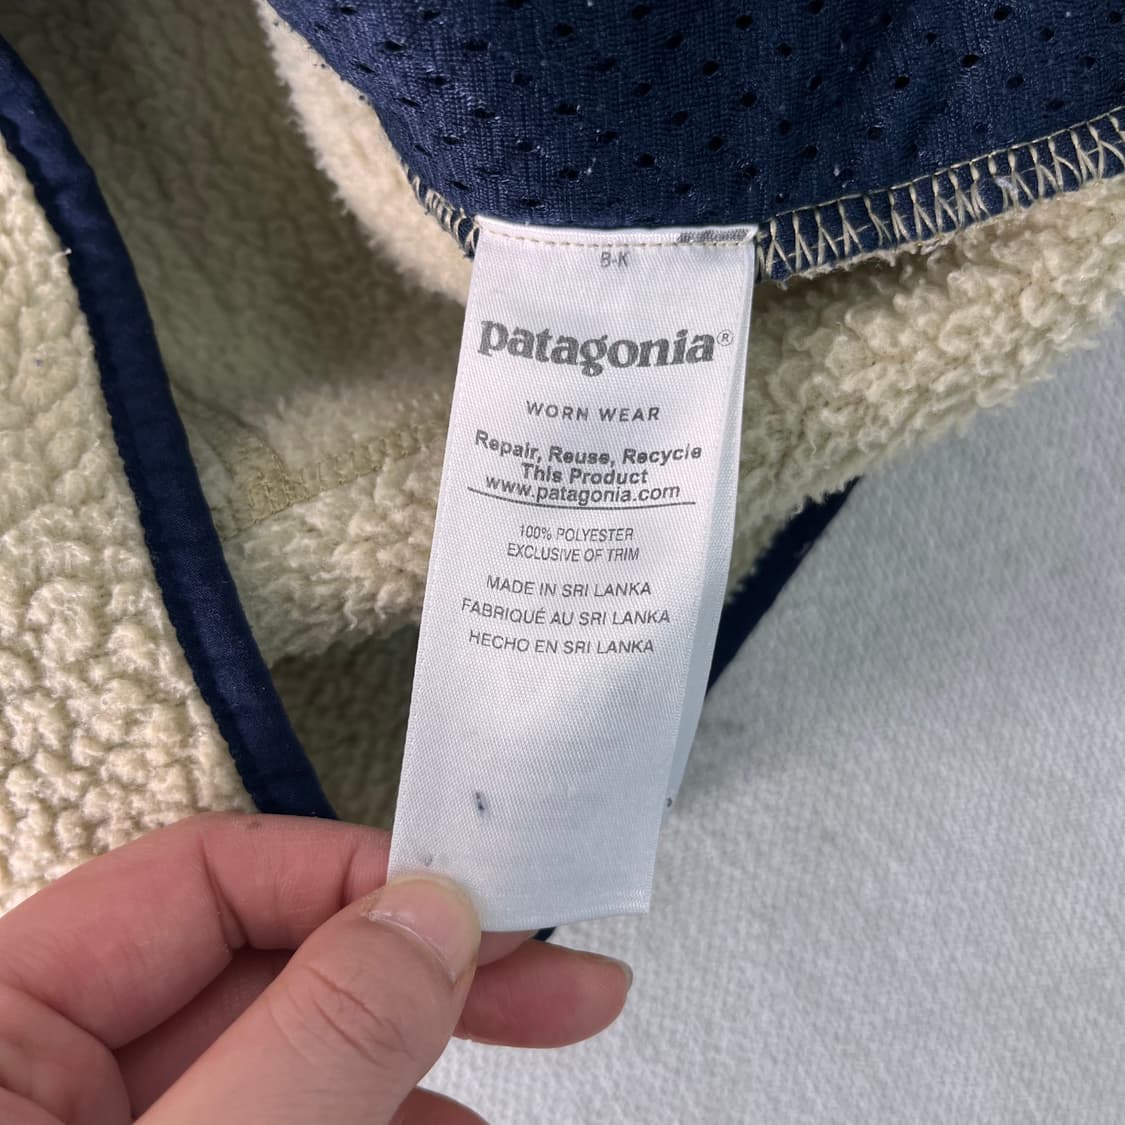 B-K
patagonia®
WORN WEAR
Repair, Reuse, Recycle
This Product
www.patagonia.com
100% POLYESTER
EXCLUSIVE OF TRIM
MADE IN SRI LANKA
FABRIQUÉ AU SRI LANKA
HECHO EN SRI LANKA